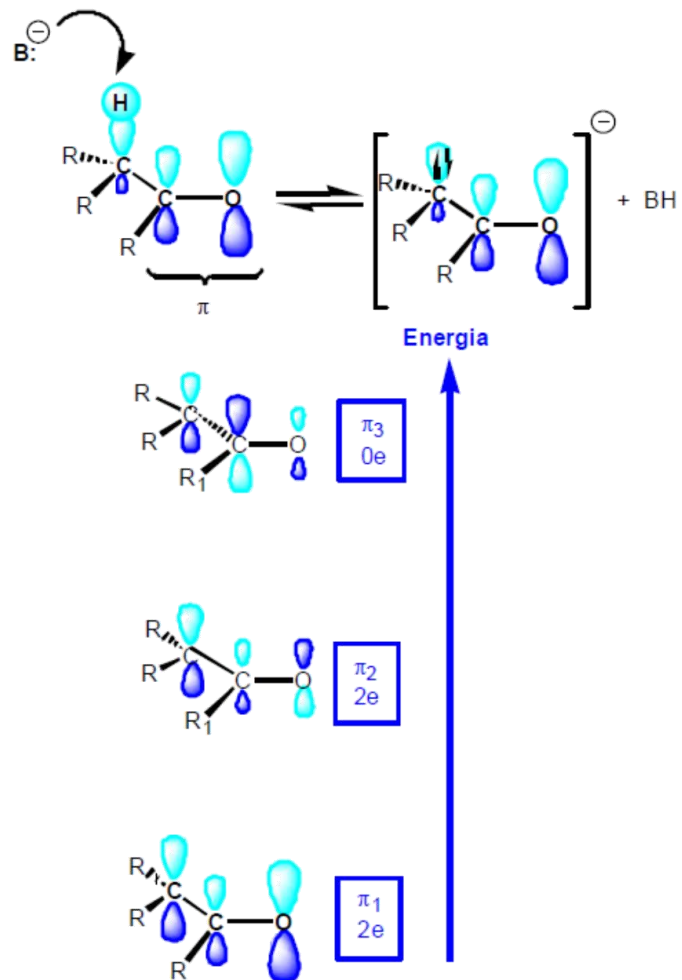 B: ⊖
H
R C C O
R
R
π
⊖
R C C O
R
R
+ BH
Energia
R C C O
R
R1
π3
0e
R C C O
R
R1
π2
2e
R C C O
R
R
π1
2e